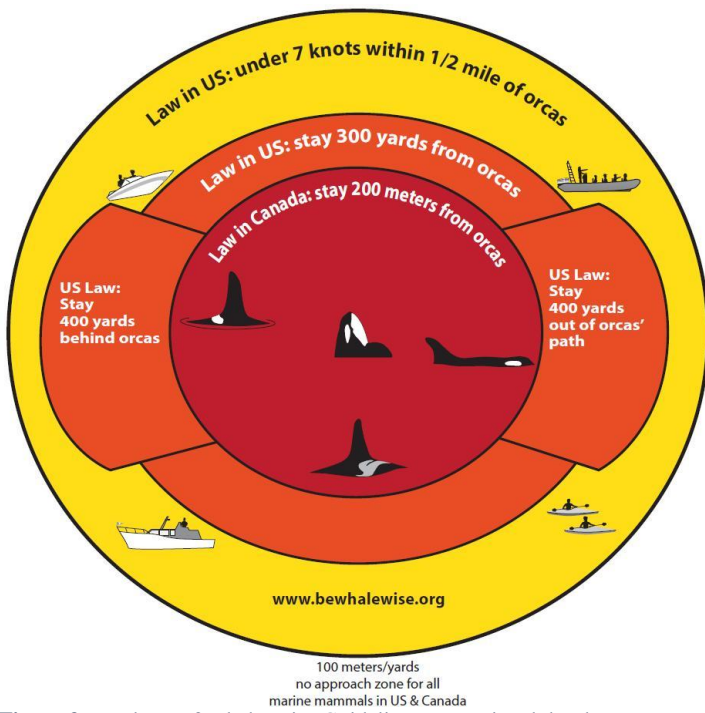 Law in US: under 7 knots within 1/2 mile of orcas
Law in US: stay 300 yards from orcas
Law in Canada: stay 200 meters from orcas
US Law:
Stay
400 yards
behind orcas
US Law:
Stay
400 yards
out of orcas'
path
www.bewhalewise.org
100 meters/yards
no approach zone for all
marine mammals in US & Canada